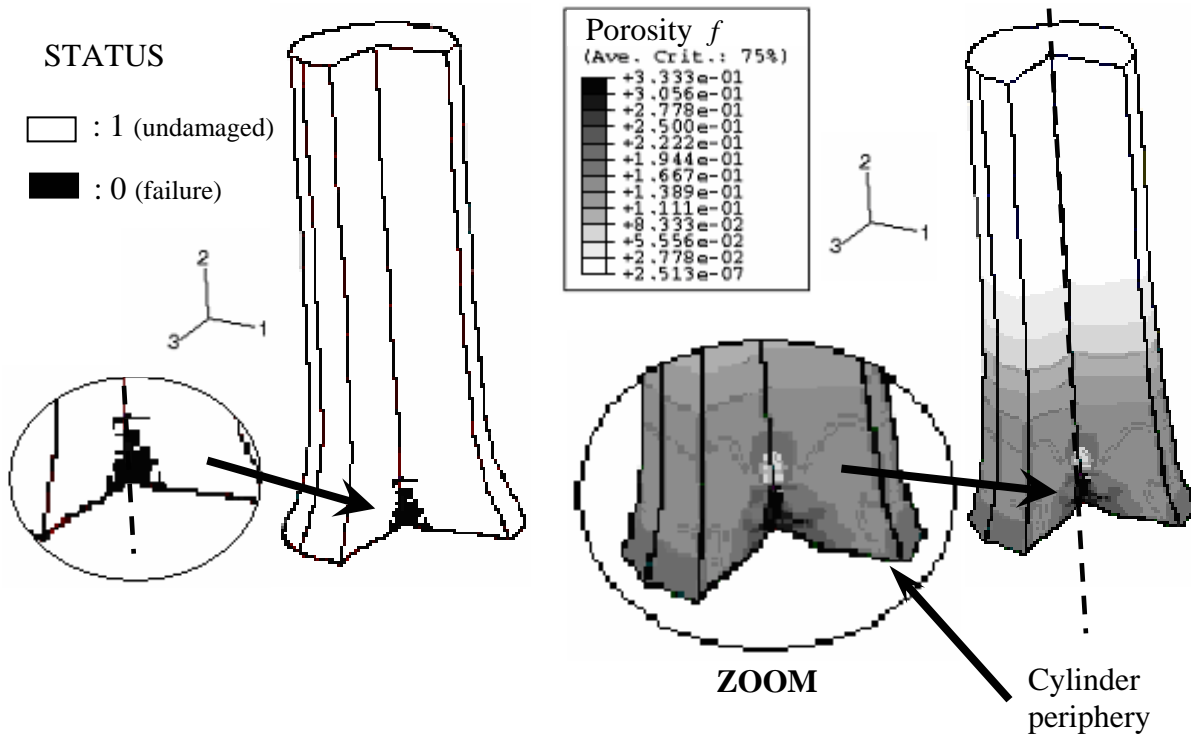 STATUS
: 1 (undamaged)
: 0 (failure)
2
3
1
Porosity f
(Ave. Crit.: 75%)
+3.333e-01
+3.056e-01
+2.778e-01
+2.500e-01
+2.222e-01
+1.944e-01
+1.667e-01
+1.389e-01
+1.111e-01
+8.333e-02
+5.556e-02
+2.778e-02
+2.513e-07
2
3
1
ZOOM
Cylinder
periphery